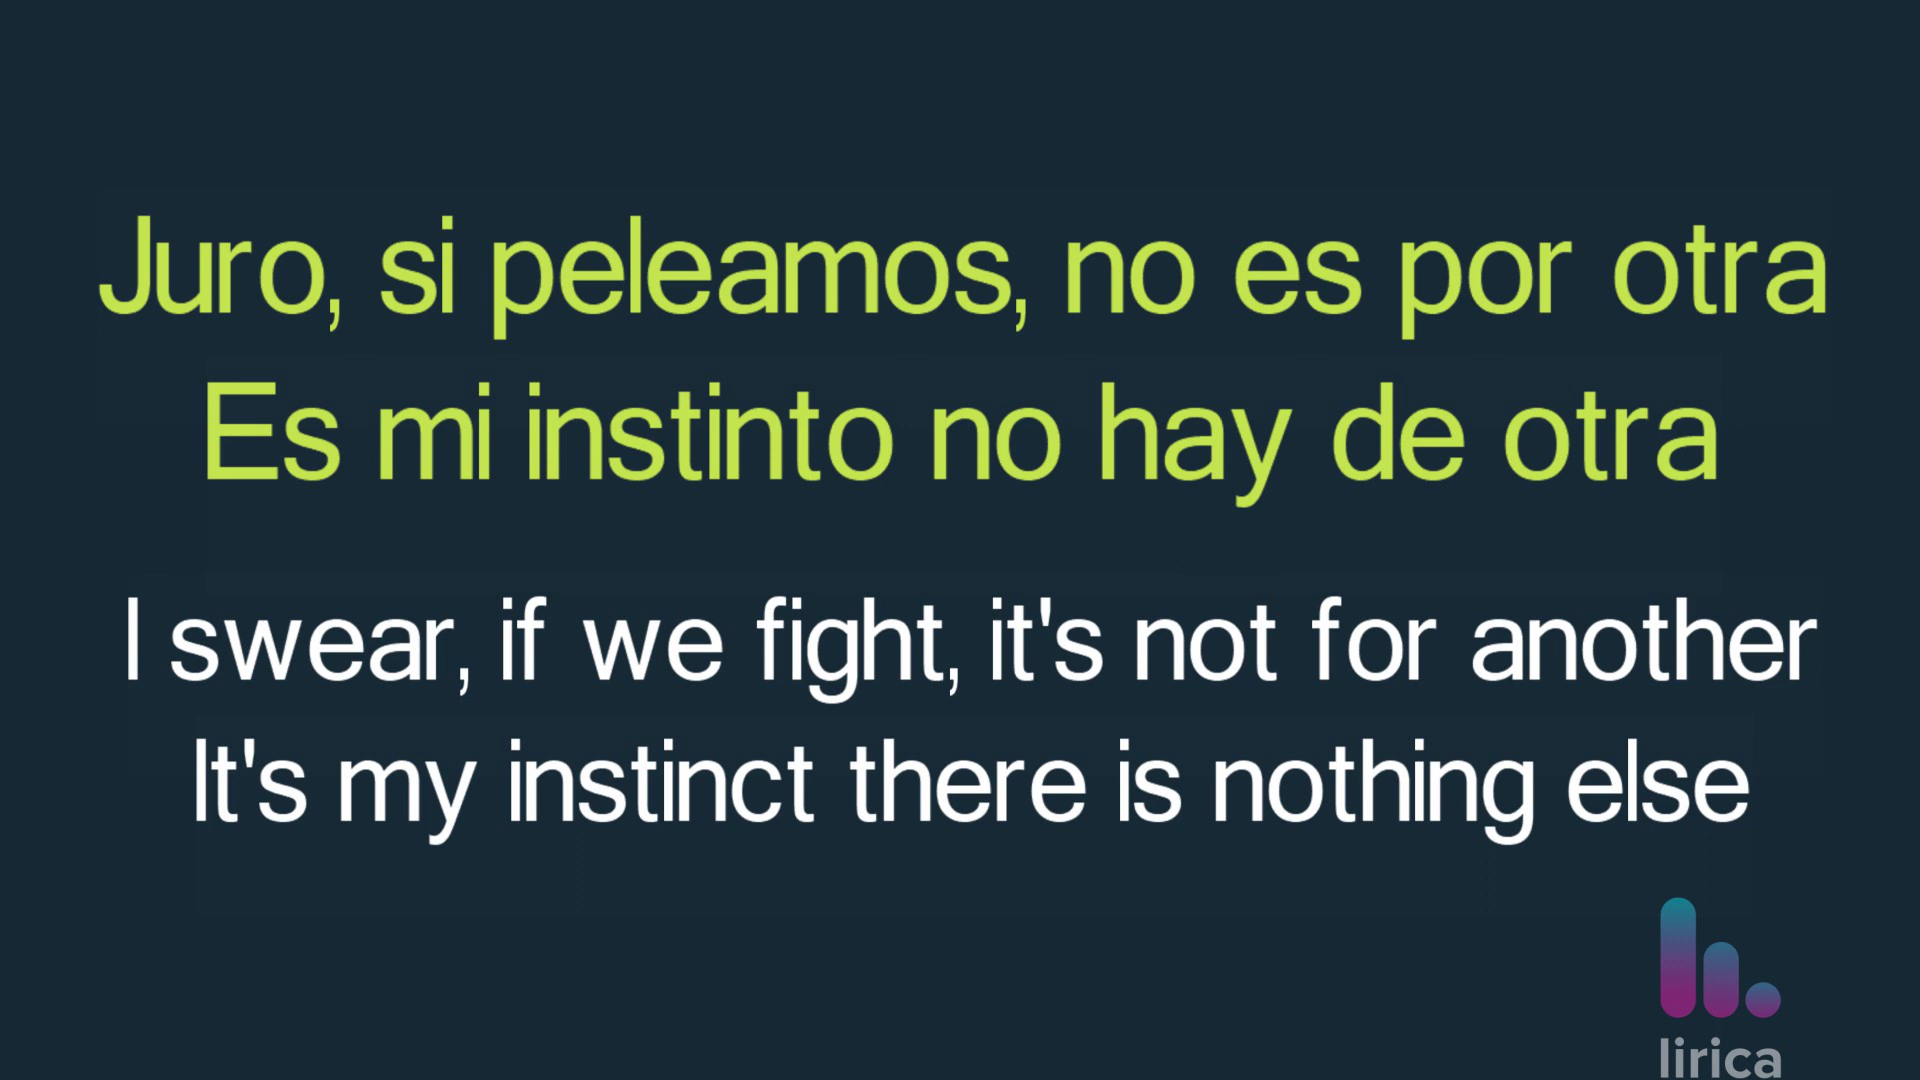 Juro, si peleamos, no es por otra
Es mi instinto no hay de otra
I swear, if we fight, it's not for another
It's my instinct there is nothing else
lirica